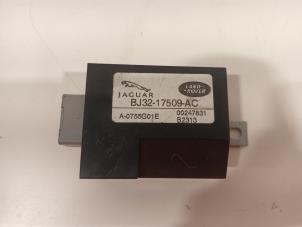 JAGUAR
LAND-
ROVER
BJ32-17509-AC
A-0755G01E
00247631
B2313